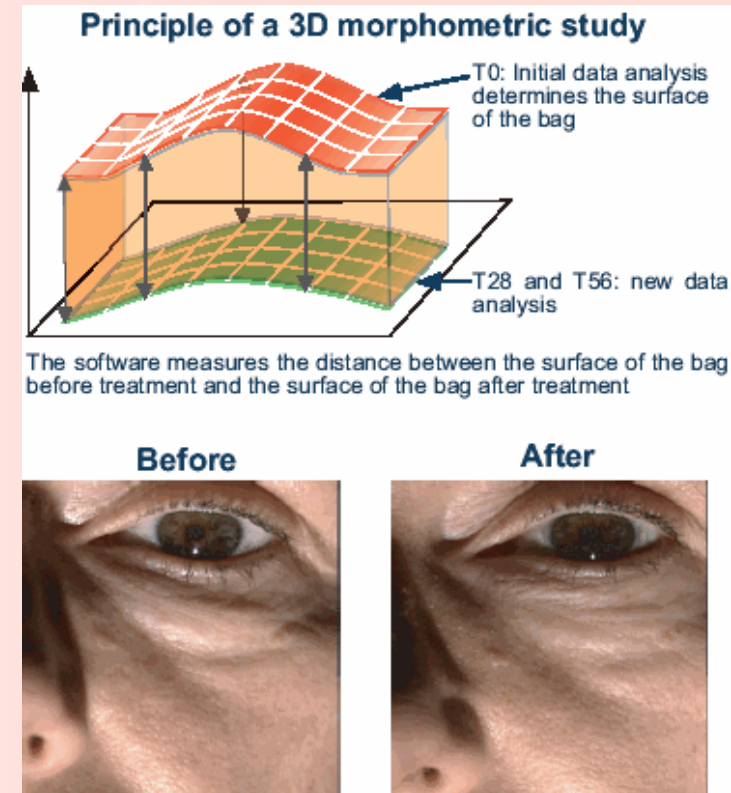 Principle of a 3D morphometric study
T0: Initial data analysis
determines the surface
of the bag
T28 and T56: new data
analysis
The software measures the distance between the surface of the bag
before treatment and the surface of the bag after treatment
Before
After